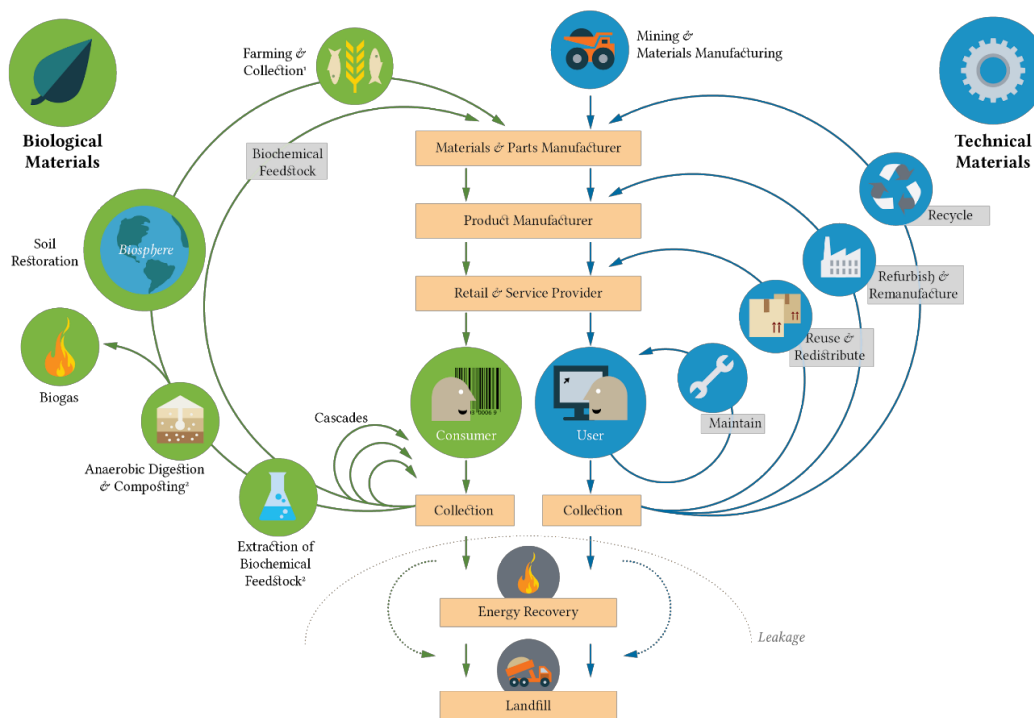 Farming &
Collection¹
Mining &
Materials Manufacturing
Biological
Materials
Technical
Materials
Biochemical
Feedstock
Materials & Parts Manufacturer
Recycle
Product Manufacturer
Soil
Restoration
Biosphere
Refurbish &
Remanufacture
Retail & Service Provider
Reuse &
Redistribute
Biogas
Cascades
Consumer
User
Maintain
Anaerobic Digestion
& Composting²
Collection
Collection
Extraction of
Biochemical
Feedstock²
Energy Recovery
Leakage
Landfill